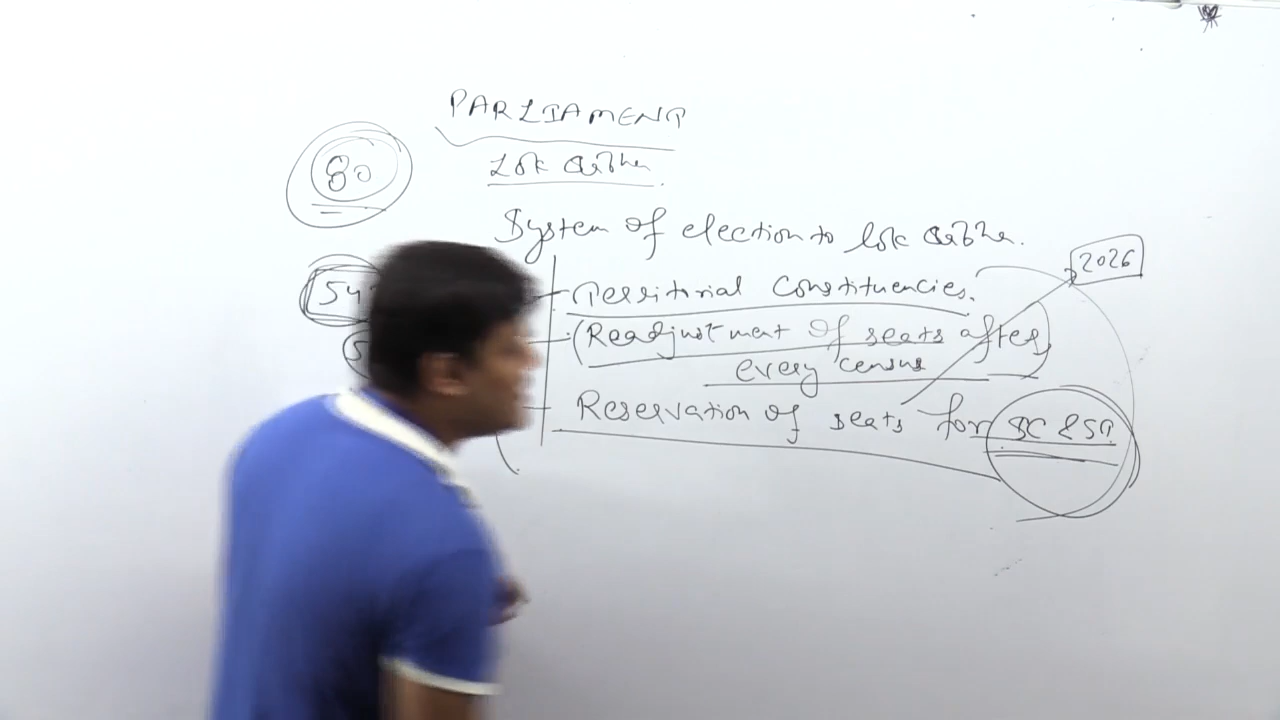 PARLIAMENT
80
Lok Sabha
System of election to Lok Sabha.
2026
54
Territorial Constituencies.
5
(Readjustment of seats after
every census)
Reservation of seats for SC & ST